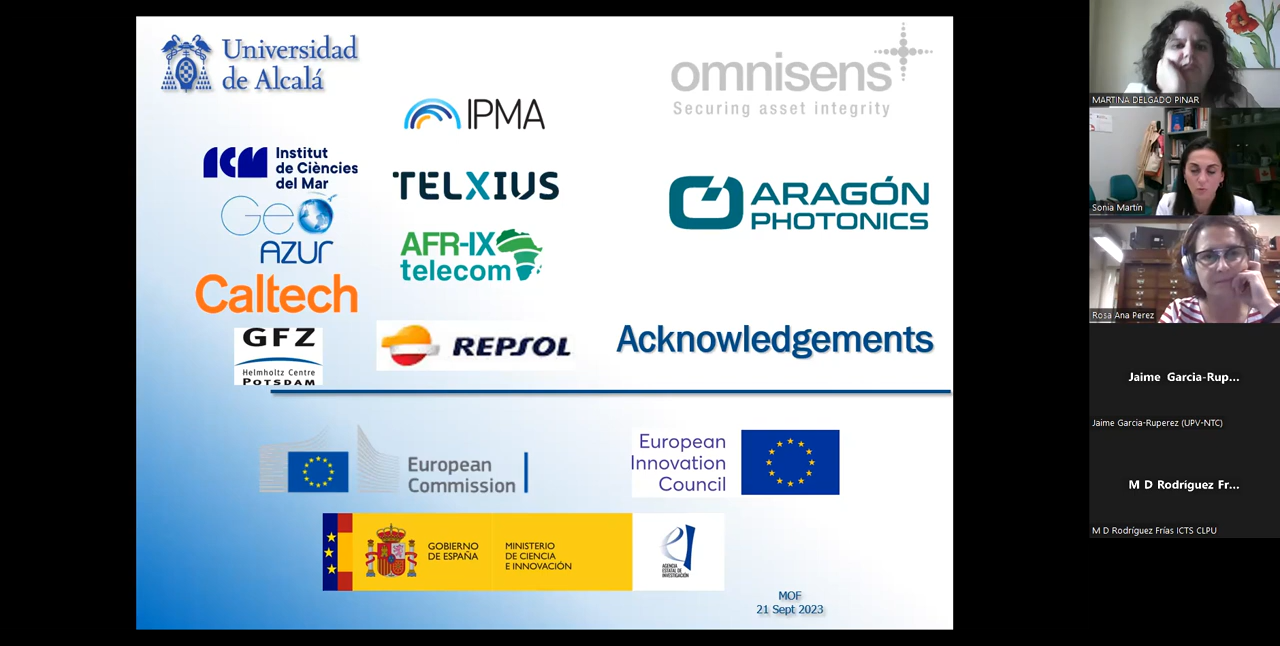 Universidad
de Alcalá
omnisens
Securing asset integrity
IPMA
ICM
Institut
de Ciències
del Mar
TELXIUS
ARAGÓN
PHOTONICS
Geo
AZUR
AFR-IX
telecom
Caltech
GFZ
Helmholtz Centre
POTSDAM
REPSOL
Acknowledgements
European
Commission
European
Innovation
Council
GOBIERNO
DE ESPAÑA
MINISTERIO
DE CIENCIA
E INNOVACIÓN
AGENCIA
ESTATAL DE
INVESTIGACIÓN
MOF
21 Sept 2023
MARTINA DELGADO PINAR
Sonia Martín
Rosa Ana Perez
Jaime Garcia-Rup...
Jaime Garcia-Ruperez (UPV-NTC)
M D Rodríguez Fr...
M D Rodríguez Frías ICTS CLPU